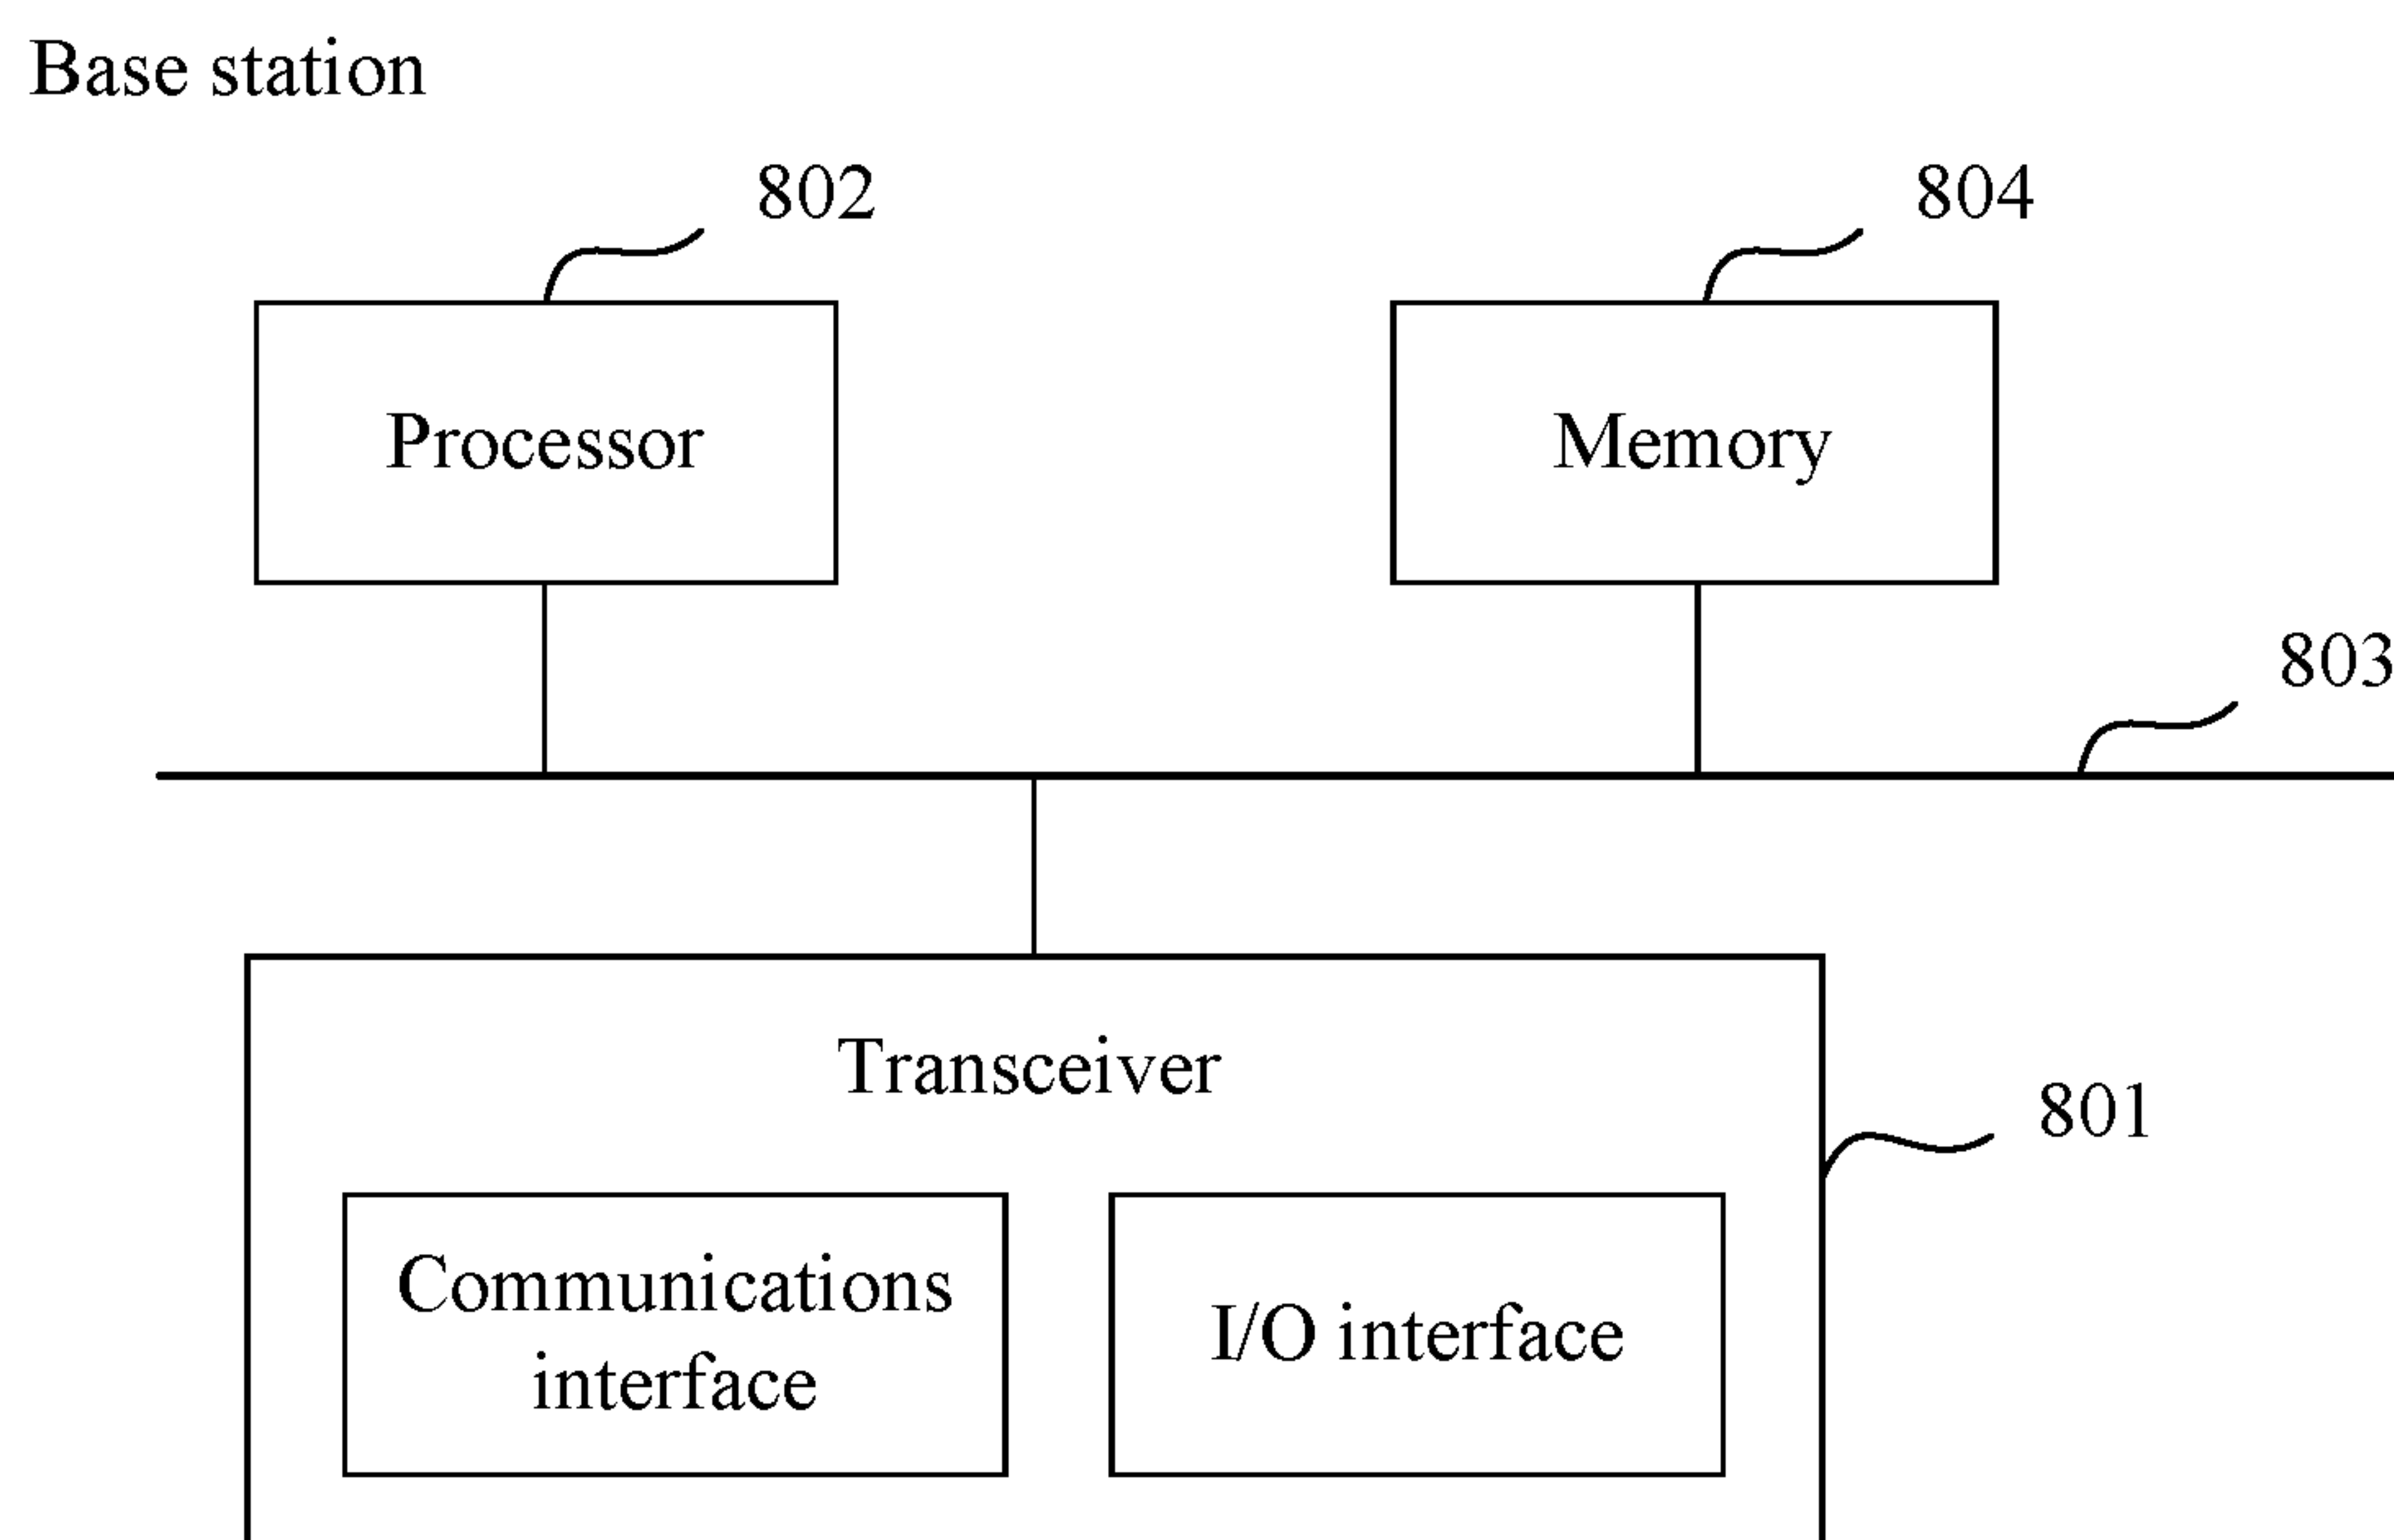 Base station
802
804
Processor
Memory
803
Transceiver
801
Communications
interface
I/O interface